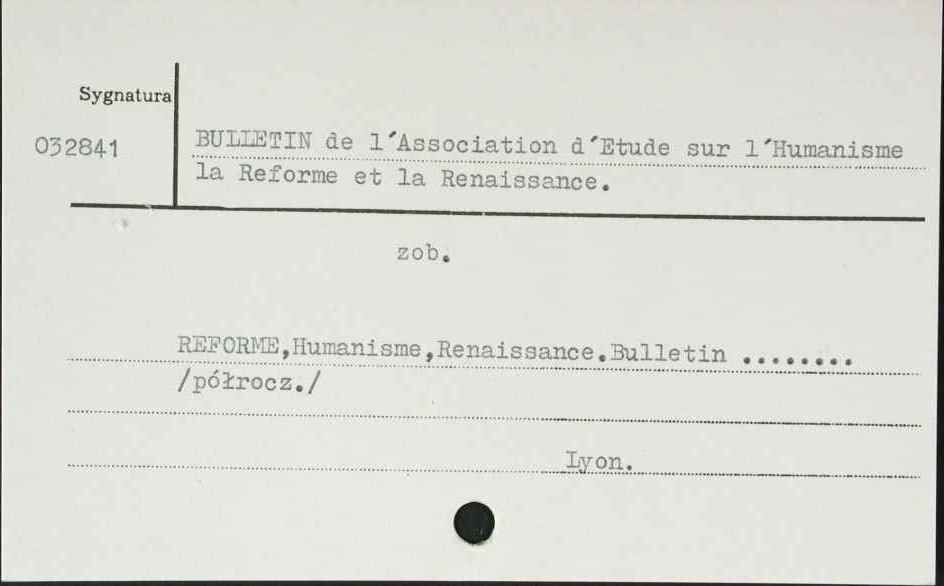 Sygnatura
032841
BULLETIN de l´Association d´Etude sur l´Humanisme
la Reforme et la Renaissance.
zob.
REFORME,Humanisme,Renaissance.Bulletin ........
/półrocz./
Lyon.